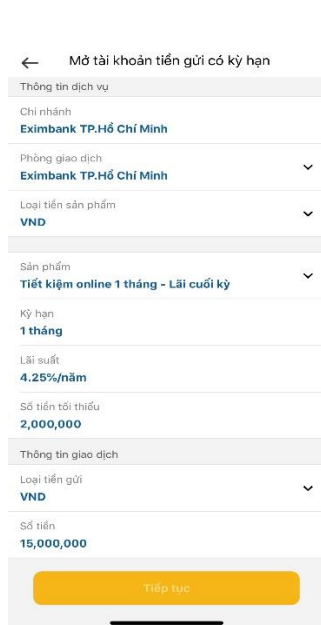 Mở tài khoản tiền gửi có kỳ hạn
Thông tin dịch vụ
Chi nhánh
Eximbank TP.Hồ Chí Minh
Phòng giao dịch
Eximbank TP.Hồ Chí Minh
Loại tiền sản phẩm
VND
Sản phẩm
Tiết kiệm online 1 tháng - Lãi cuối kỳ
Kỳ hạn
1 tháng
Lãi suất
4.25%/năm
Số tiền tối thiểu
2,000,000
Thông tin giao dịch
Loại tiền gửi
VND
Số tiền
15,000,000
Tiếp tục